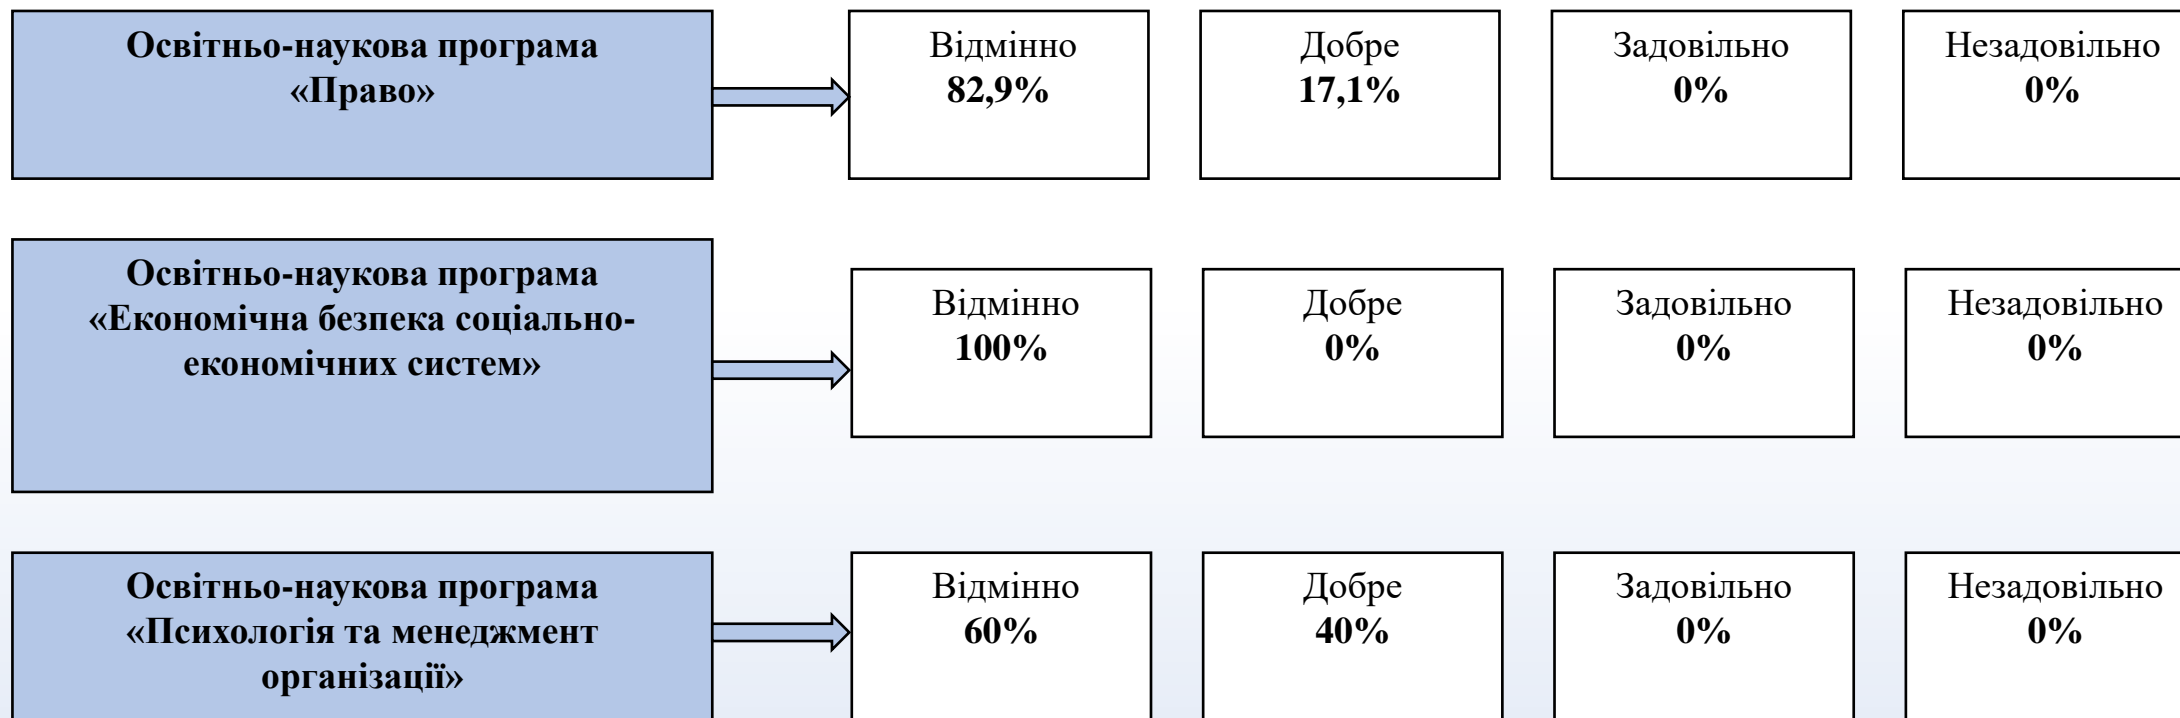 Освітньо-наукова програма
«Право»
Відмінно
82,9%
Добре
17,1%
Задовільно
0%
Незадовільно
0%
Освітньо-наукова програма
«Економічна безпека соціально-
економічних систем»
Відмінно
100%
Добре
0%
Задовільно
0%
Незадовільно
0%
Освітньо-наукова програма
«Психологія та менеджмент
організації»
Відмінно
60%
Добре
40%
Задовільно
0%
Незадовільно
0%